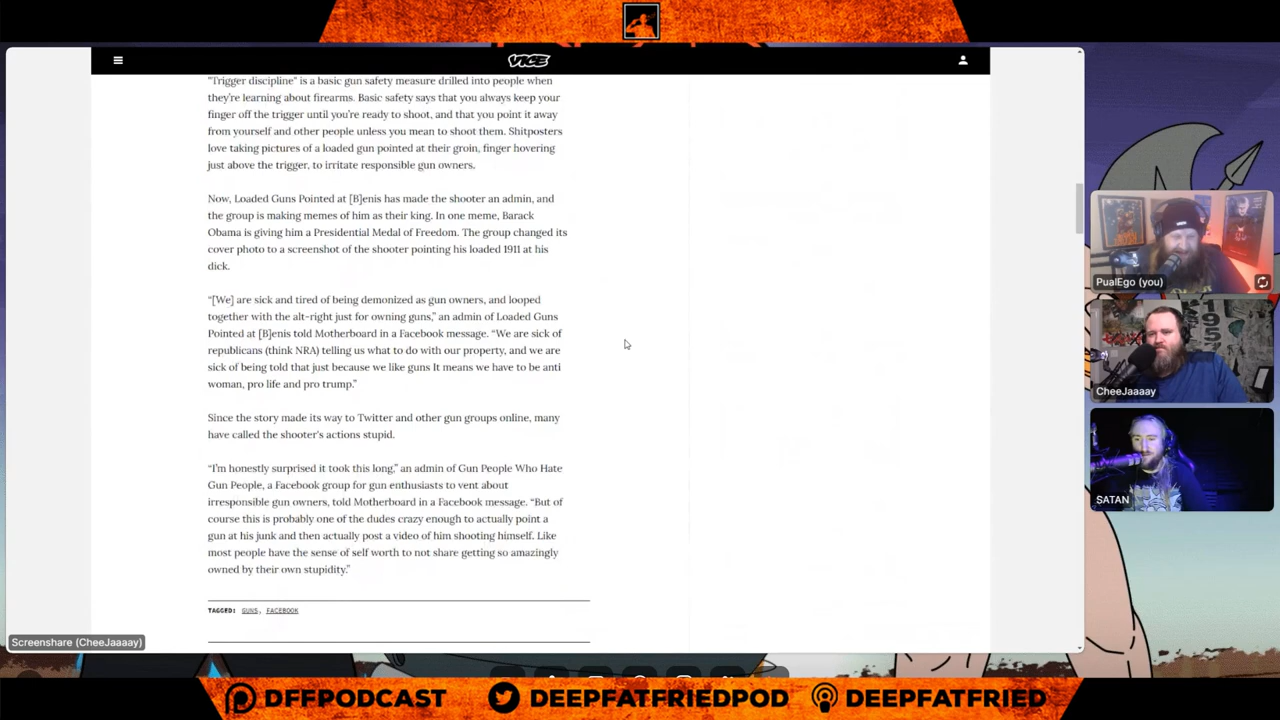 VICE
"Trigger discipline" is a basic gun safety measure drilled into people when
they're learning about firearms. Basic safety says that you always keep your
finger off the trigger until you're ready to shoot, and that you point it away
from yourself and other people unless you mean to shoot them. Shitposters
love taking pictures of a loaded gun pointed at their groin, finger hovering
just above the trigger, to irritate responsible gun owners.
Now, Loaded Guns Pointed at [B]enis has made the shooter an admin, and
the group is making memes of him as their king. In one meme, Barack
Obama is giving him a Presidential Medal of Freedom. The group changed its
cover photo to a screenshot of the shooter pointing his loaded 1911 at his
dick.
“[We] are sick and tired of being demonized as gun owners, and looped
together with the alt-right just for owning guns,” an admin of Loaded Guns
Pointed at [B]enis told Motherboard in a Facebook message. “We are sick of
republicans (think NRA) telling us what to do with our property, and we are
sick of being told that just because we like guns It means we have to be anti
woman, pro life and pro trump.”
Since the story made its way to Twitter and other gun groups online, many
have called the shooter's actions stupid.
“I'm honestly surprised it took this long,” an admin of Gun People Who Hate
Gun People, a Facebook group for gun enthusiasts to vent about
irresponsible gun owners, told Motherboard in a Facebook message. “But of
course this is probably one of the dudes crazy enough to actually point a
gun at his junk and then actually post a video of him shooting himself. Like
most people have the sense of self worth to not share getting so amazingly
owned by their own stupidity.”
TAGGED: GUNS, FACEBOOK
Screenshare (CheeJaaaay)
PualEgo (you)
CheeJaaaay
SATAN
DFFPODCAST DEEPFATFRIEDPOD DEEPFATFRIED